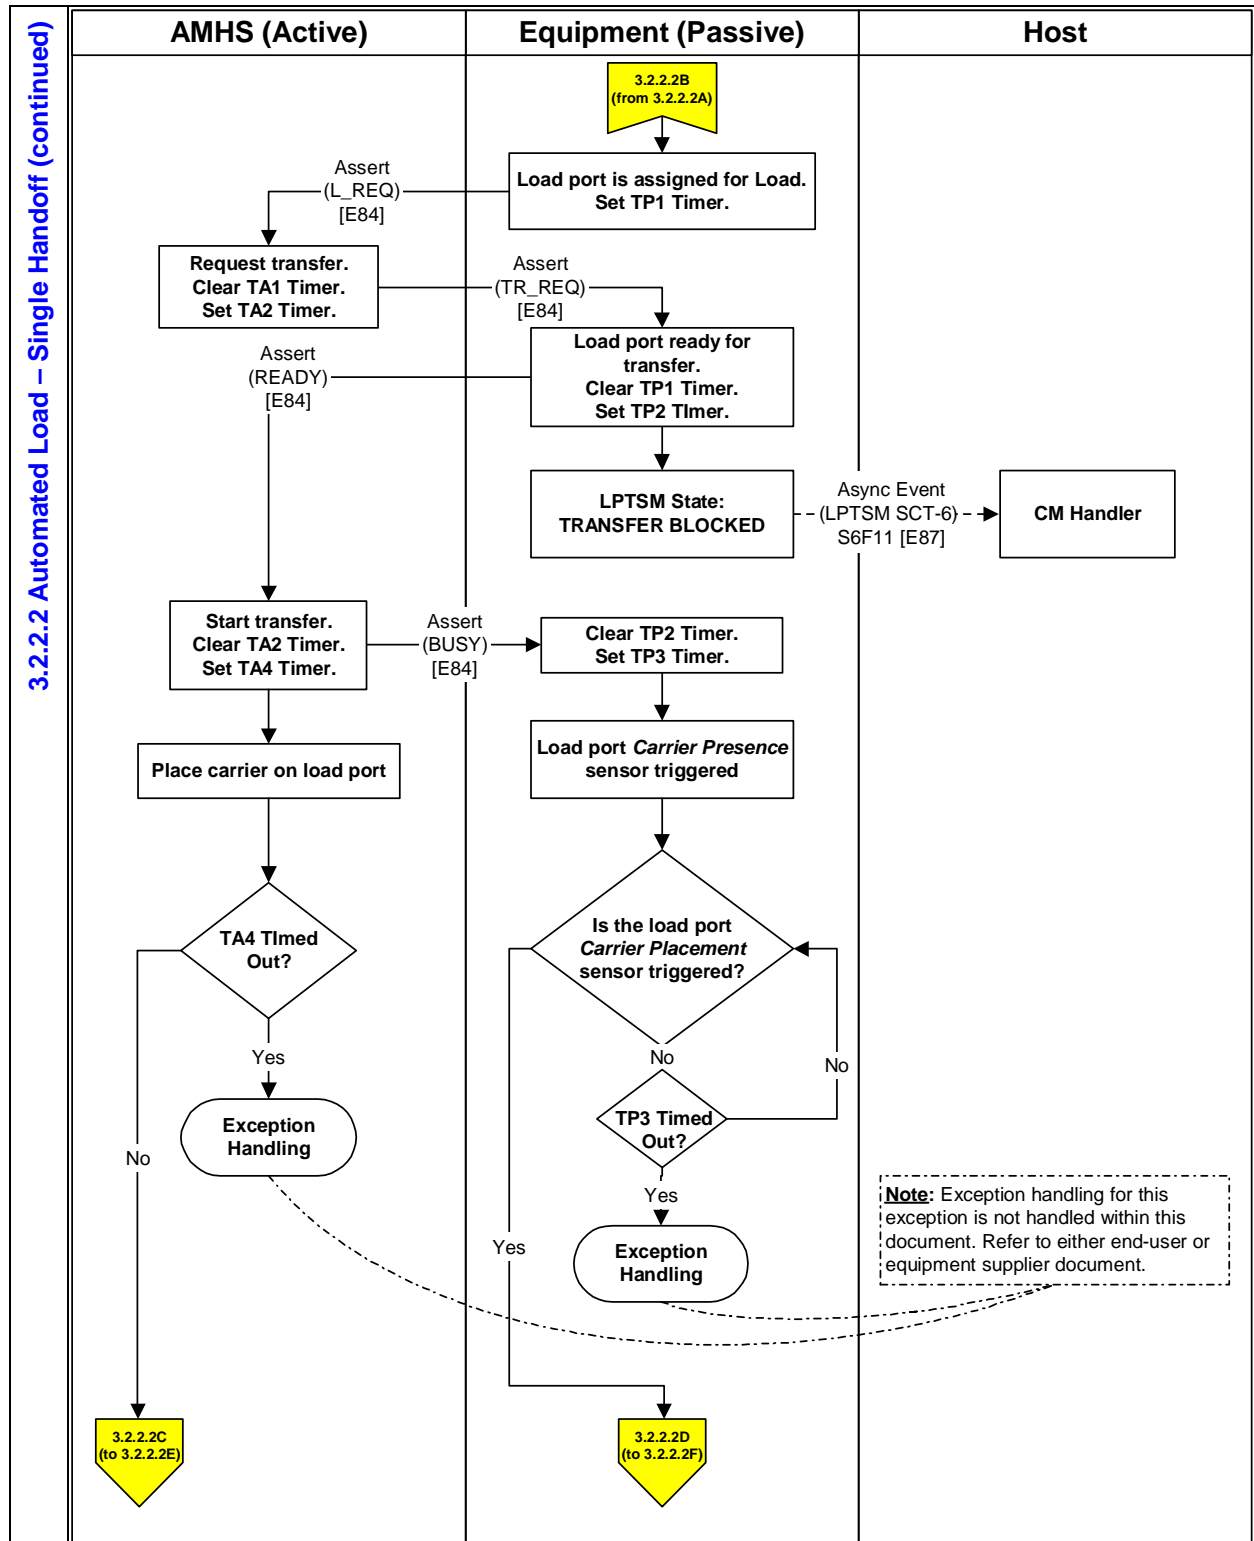 3.2.2.2 Automated Load – Single Handoff (continued)
AMHS (Active)
Equipment (Passive)
Host
3.2.2.2B
(from 3.2.2.2A)
Load port is assigned for Load.
Set TP1 Timer.
Assert
(L_REQ)
[E84]
Request transfer.
Clear TA1 Timer.
Set TA2 Timer.
Assert
(TR_REQ)
[E84]
Load port ready for
transfer.
Clear TP1 Timer.
Set TP2 TImer.
Assert
(READY)
[E84]
LPTSM State:
TRANSFER BLOCKED
Async Event
(LPTSM SCT-6)
S6F11 [E87]
CM Handler
Start transfer.
Clear TA2 Timer.
Set TA4 Timer.
Assert
(BUSY)
[E84]
Clear TP2 Timer.
Set TP3 Timer.
Place carrier on load port
Load port Carrier Presence
sensor triggered
TA4 TImed
Out?
Is the load port
Carrier Placement
sensor triggered?
Yes
No
No
TP3 Timed
Out?
Exception
Handling
No
Yes
Yes
Exception
Handling
Note: Exception handling for this
exception is not handled within this
document. Refer to either end-user or
equipment supplier document.
3.2.2.2C
(to 3.2.2.2E)
3.2.2.2D
(to 3.2.2.2F)